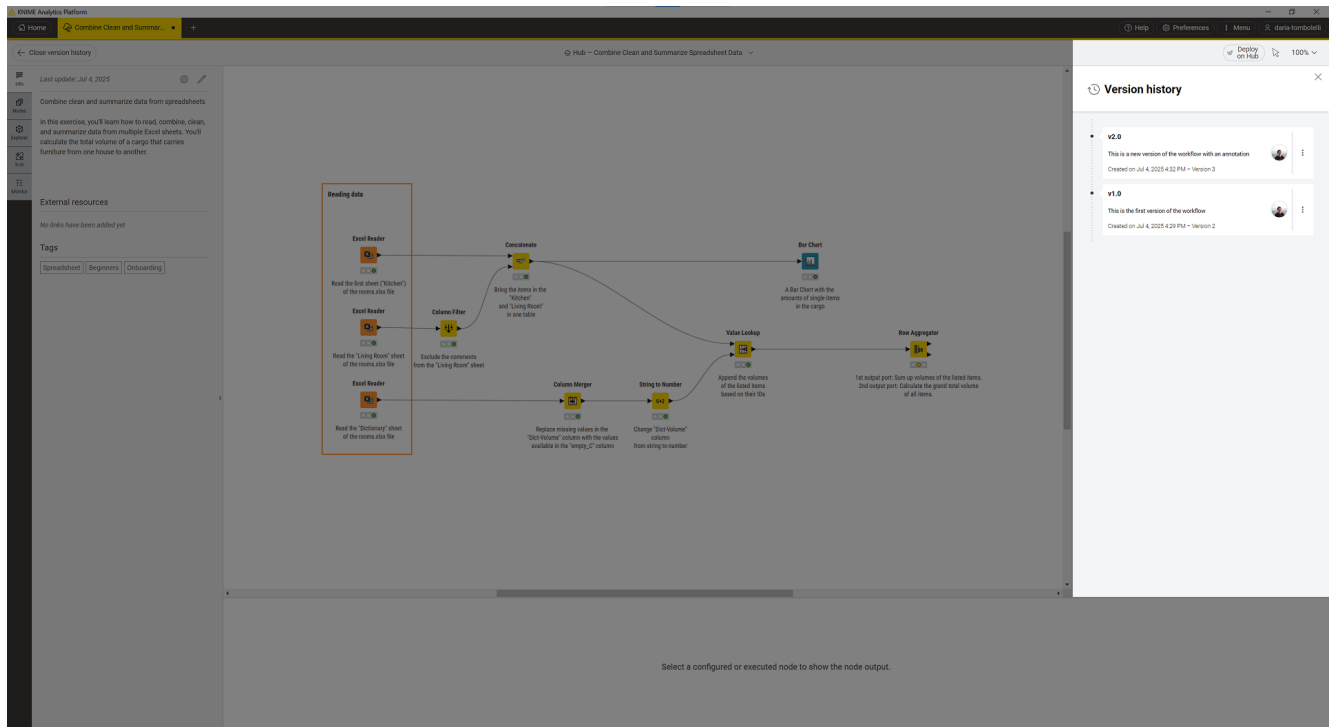 KNIME Analytics Platform
Home
Combine Clean and Summar...
Help
Preferences
Menu
daria-tombolelli
Close version history
Hub – Combine Clean and Summarize Spreadsheet Data
Deploy
on Hub
100%
Info
Nodes
Explorer
K-AI
Monitor
Last update: Jul 4, 2025
Combine clean and summarize data from spreadsheets
In this exercise, you'll learn how to read, combine, clean,
and summarize data from multiple Excel sheets. You'll
calculate the total volume of a cargo that carries
furniture from one house to another.
External resources
No links have been added yet
Tags
Spreadsheet
Beginners
Onboarding
Reading data
Excel Reader
Read the first sheet ("Kitchen")
of the rooms.xlsx file
Excel Reader
Read the "Living Room" sheet
of the rooms.xlsx file
Excel Reader
Read the "Dictionary" sheet
of the rooms.xlsx file
Column Filter
Exclude the comments
from the "Living Room" sheet
Concatenate
Bring the items in the
"Kitchen"
and "Living Room"
in one table
Column Merger
Replace missing values in the
"Dict-Volume" column with the values
available in the "empty_C" column
String to Number
Change "Dict-Volume"
column
from string to number
Value Lookup
Append the volumes
of the listed items
based on their IDs
Bar Chart
A Bar Chart with the
amounts of single items
in the cargo
Row Aggregator
1st output port: Sum up volumes of the listed items.
2nd output port: Calculate the grand total volume
of all items.
Version history
v2.0
This is a new version of the workflow with an annotation
Created on Jul 4, 2025 4:32 PM – Version 3
v1.0
This is the first version of the workflow
Created on Jul 4, 2025 4:29 PM – Version 2
Select a configured or executed node to show the node output.